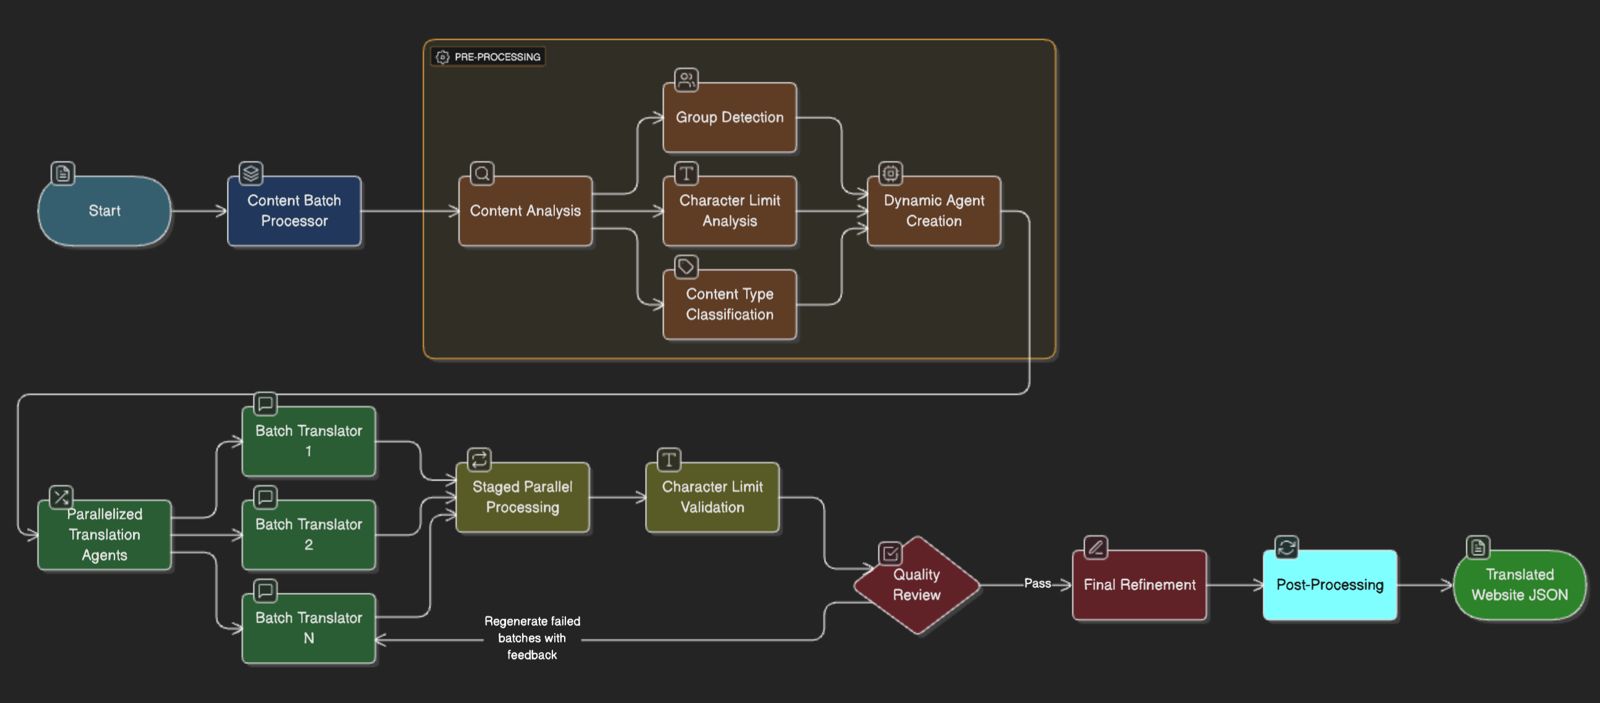 PRE-PROCESSING
Group Detection
Start
Content Batch
Processor
Content Analysis
Character Limit
Analysis
Dynamic Agent
Creation
Content Type
Classification
Batch Translator
1
Parallelized
Translation
Agents
Batch Translator
2
Batch Translator
N
Staged Parallel
Processing
Character Limit
Validation
Quality
Review
Regenerate failed
batches with
feedback
Pass
Final Refinement
Post-Processing
Translated
Website JSON